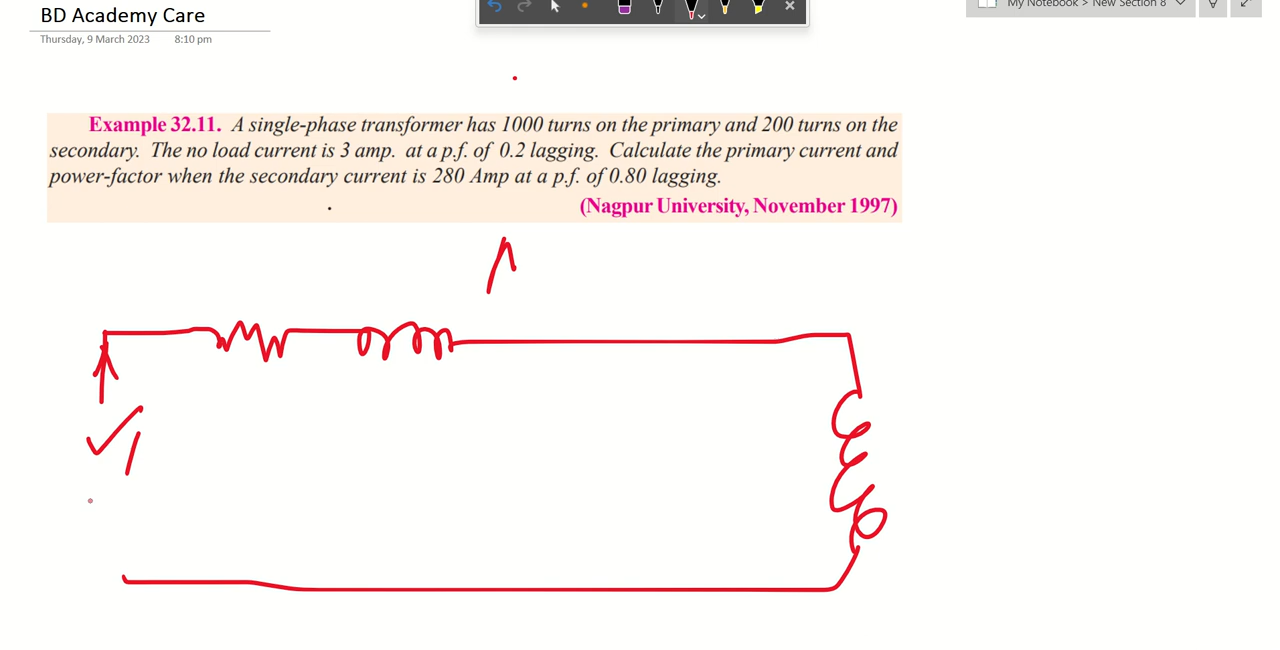 My Notebook > New Section 8
BD Academy Care
Thursday, 9 March 2023 8:10 pm
Example 32.11. A single-phase transformer has 1000 turns on the primary and 200 turns on the
secondary. The no load current is 3 amp. at a p.f. of 0.2 lagging. Calculate the primary current and
power-factor when the secondary current is 280 Amp at a p.f. of 0.80 lagging.
(Nagpur University, November 1997)
V1